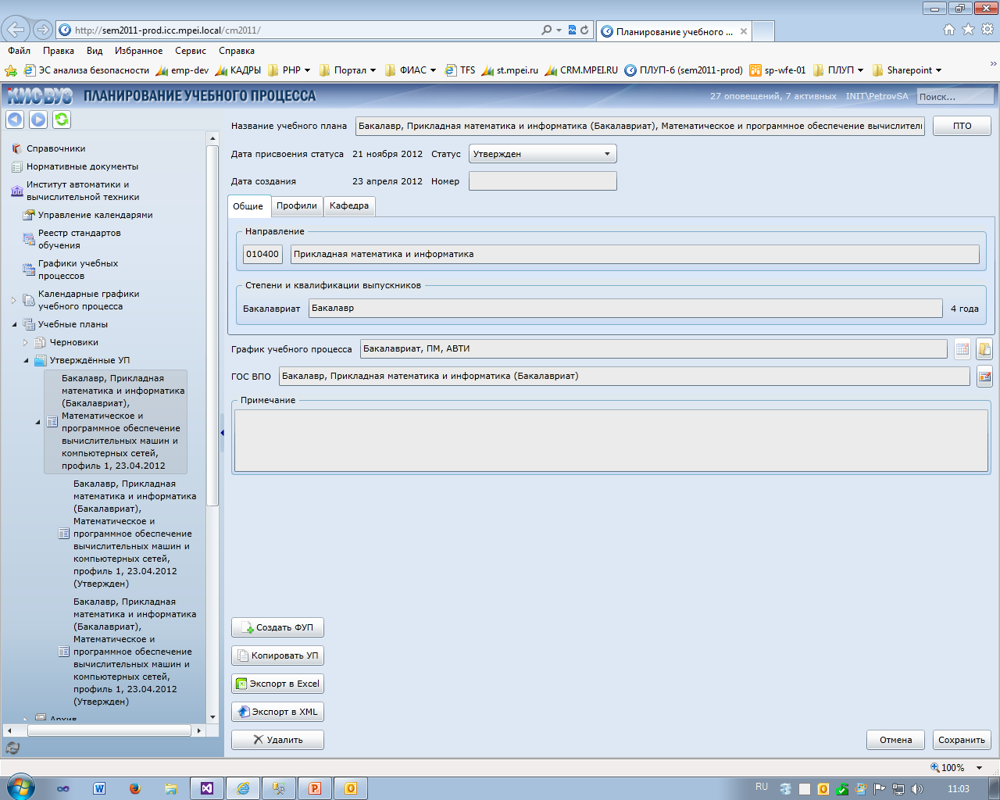 http://sem2011-prod.icc.mpei.local/cm2011/
Планирование учебного ...
Файл Правка Вид Избранное Сервис Справка
ЭС анализа безопасности emp-dev КАДРЫ PHP Портал ФИАС TFS st.mpei.ru CRM.MPEI.RU ПЛУП-6 (sem2011-prod) sp-wfe-01 ПЛУП Sharepoint
КИС ВУЗ ПЛАНИРОВАНИЕ УЧЕБНОГО ПРОЦЕССА
27 оповещений, 7 активных INIT\PetrovSA Поиск...
Справочники
Нормативные документы
Институт автоматики и
вычислительной техники
Управление календарями
Реестр стандартов
обучения
Графики учебных
процессов
Календарные графики
учебного процесса
Учебные планы
Черновики
Утверждённые УП
Бакалавр, Прикладная
математика и информатика
(Бакалавриат),
Математическое и
программное обеспечение
вычислительных машин и
компьютерных сетей,
профиль 1, 23.04.2012
Бакалавр, Прикладная
математика и информатика
(Бакалавриат),
Математическое и
программное обеспечение
вычислительных машин и
компьютерных сетей,
профиль 1, 23.04.2012
(Утвержден)
Бакалавр, Прикладная
математика и информатика
(Бакалавриат),
Математическое и
программное обеспечение
вычислительных машин и
компьютерных сетей,
профиль 1, 23.04.2012
(Утвержден)
Архив
Название учебного плана Бакалавр, Прикладная математика и информатика (Бакалавриат), Математическое и программное обеспечение вычислитель ПТО
Дата присвоения статуса 21 ноября 2012 Статус Утвержден
Дата создания 23 апреля 2012 Номер
Общие Профили Кафедра
Направление
010400 Прикладная математика и информатика
Степени и квалификации выпускников
Бакалавриат Бакалавр 4 года
График учебного процесса Бакалавриат, ПМ, АВТИ
ГОС ВПО Бакалавр, Прикладная математика и информатика (Бакалавриат)
Примечание
Создать ФУП
Копировать УП
Экспорт в Excel
Экспорт в XML
Удалить
Отмена Сохранить
100%
RU 11:03